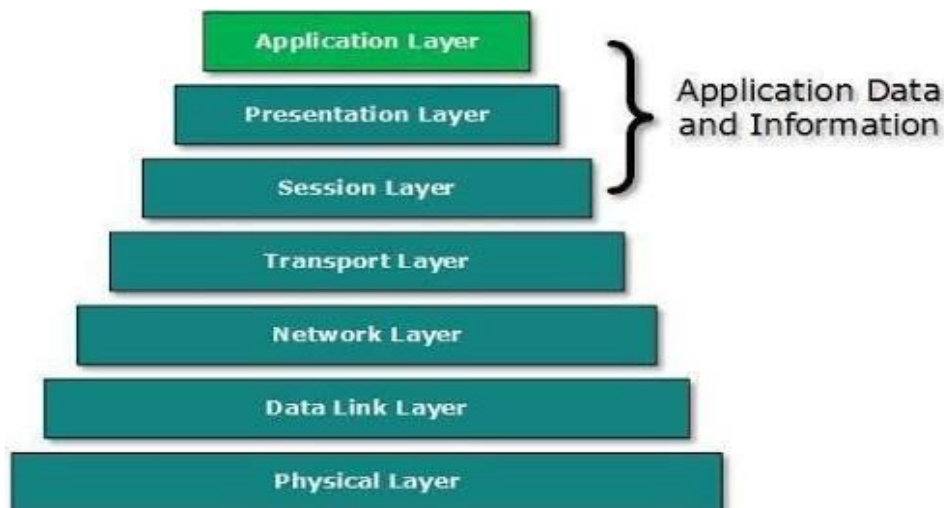 Application Layer
Presentation Layer
Session Layer
Transport Layer
Network Layer
Data Link Layer
Physical Layer
Application Data
and Information